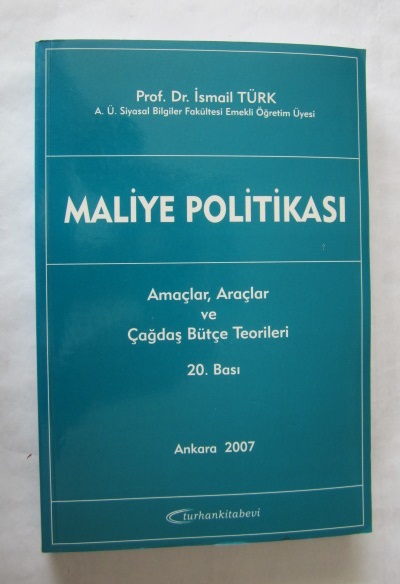 Prof. Dr. İsmail TÜRK
A. Ü. Siyasal Bilgiler Fakültesi Emekli Öğretim Üyesi
MALİYE POLİTİKASI
Amaçlar, Araçlar
ve
Çağdaş Bütçe Teorileri
20. Bası
Ankara 2007
turhankitabevi